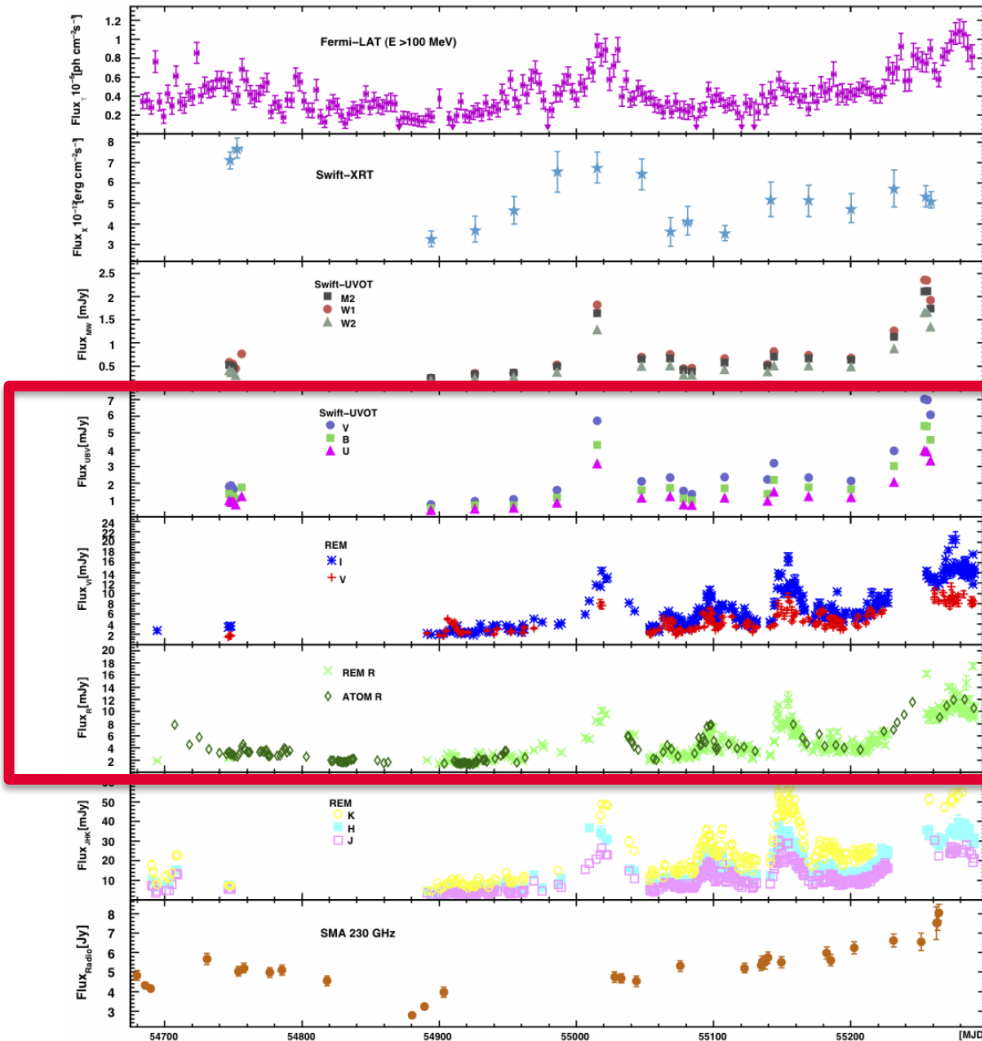 Flux γ 10⁻⁶[ph cm⁻²s⁻¹]
1.2
1
0.8
0.6
0.4
0.2
Fermi−LAT (E >100 MeV)
Flux X 10⁻¹²[erg cm⁻²s⁻¹]
8
7
6
5
4
3
Swift−XRT
Flux MW [mJy]
2.5
2
1.5
1
0.5
Swift−UVOT
M2
W1
W2
Flux UBV[mJy]
7
6
5
4
3
2
1
Swift−UVOT
V
B
U
Flux VI[mJy]
24
22
20
18
16
14
12
10
8
6
4
2
REM
I
V
Flux R[mJy]
20
18
16
14
12
10
8
6
4
2
REM R
ATOM R
Flux JHK[mJy]
60
50
40
30
20
10
REM
K
H
J
Flux Radio[Jy]
8
7
6
5
4
3
SMA 230 GHz
54700 54800 54900 55000 55100 55200 [MJD